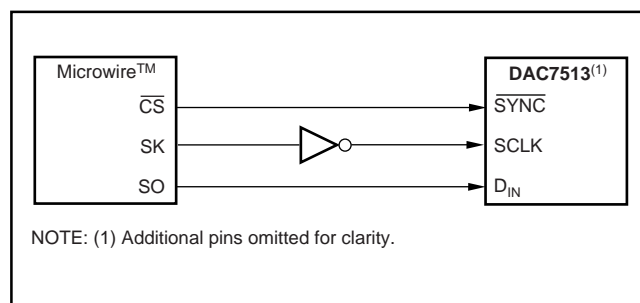 Microwire™
DAC7513(1)
CS
SYNC
SK
SCLK
SO
DIN
NOTE: (1) Additional pins omitted for clarity.